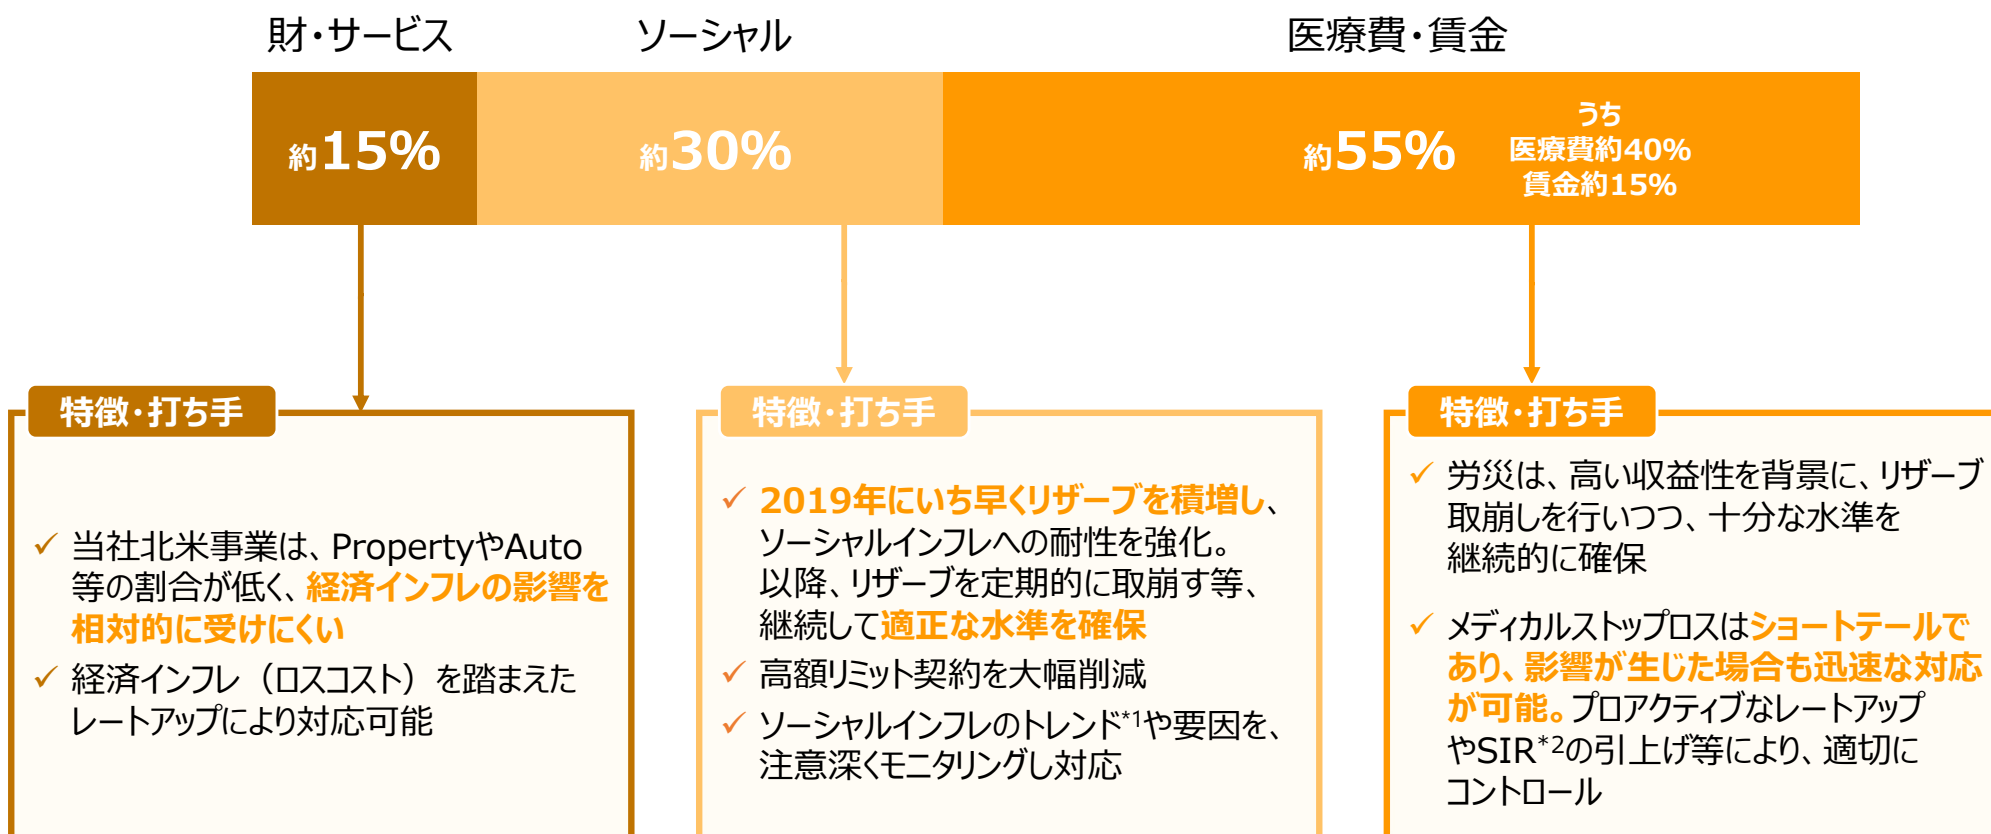 財・サービス
ソーシャル
医療費・賃金
約15%
約30%
約55%
うち
医療費約40%
賃金約15%
特徴・打ち手
✓ 当社北米事業は、PropertyやAuto
等の割合が低く、経済インフレの影響を
相対的に受けにくい
✓ 経済インフレ（ロスコスト）を踏まえた
レートアップにより対応可能
特徴・打ち手
✓ 2019年にいち早くリザーブを積増し、
ソーシャルインフレへの耐性を強化。
以降、リザーブを定期的に取崩す等、
継続して適正な水準を確保
✓ 高額リミット契約を大幅削減
✓ ソーシャルインフレのトレンド*1や要因を、
注意深くモニタリングし対応
特徴・打ち手
✓ 労災は、高い収益性を背景に、リザーブ
取崩しを行いつつ、十分な水準を
継続的に確保
✓ メディカルストップロスはショートテールで
あり、影響が生じた場合も迅速な対応
が可能。プロアクティブなレートアップ
やSIR*2の引上げ等により、適切に
コントロール